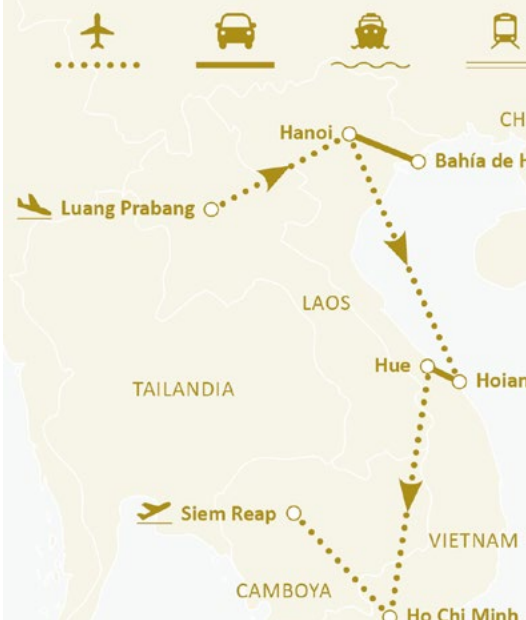 CH
Hanoi
Bahía de H
Luang Prabang
LAOS
Hue
Hoian
TAILANDIA
Siem Reap
VIETNAM
CAMBOYA
Ho Chi Minh